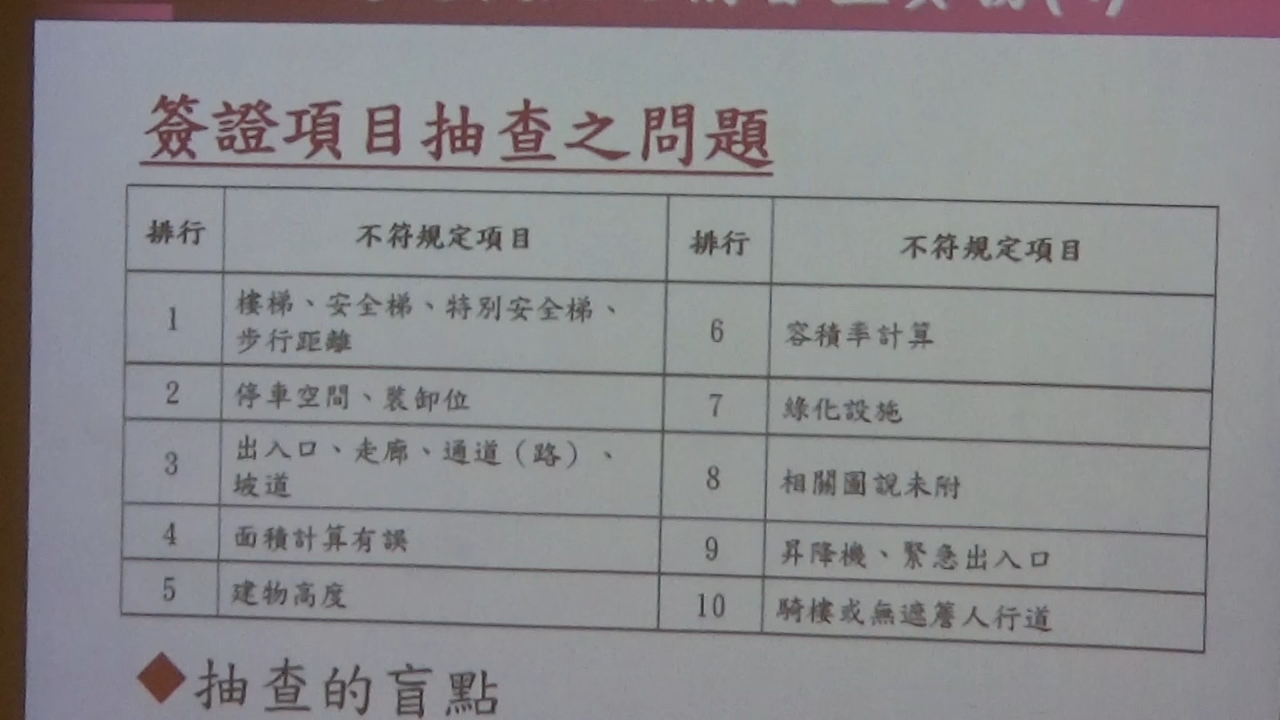 簽證項目抽查之問題
排行 不符規定項目 排行 不符規定項目
1 樓梯、安全梯、特別安全梯、
步行距離
6 容積率計算
2 停車空間、裝卸位 7 綠化設施
3 出入口、走廊、通道（路）、
坡道
8 相關圖說未附
4 面積計算有誤 9 昇降機、緊急出入口
5 建物高度 10 騎樓或無遮簷人行道
◆抽查的盲點